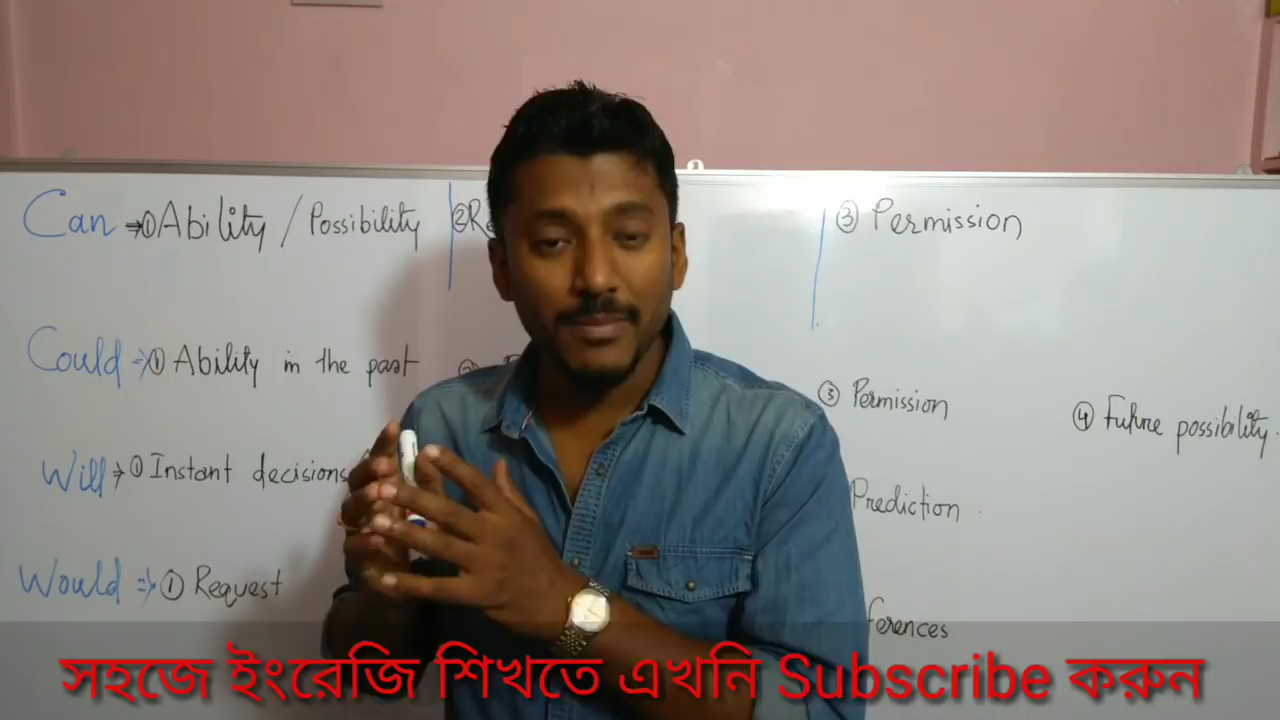 Can ⇒ ① Ability / Possibility ② ③ Permission
Could ⇒ ① Ability in the past ③ Permission ④ Future possibility.
Will → ① Instant decisions Prediction
Would ⇒ ① Request ferences
সহজে ইংরেজি শিখতে এখনি Subscribe করুন